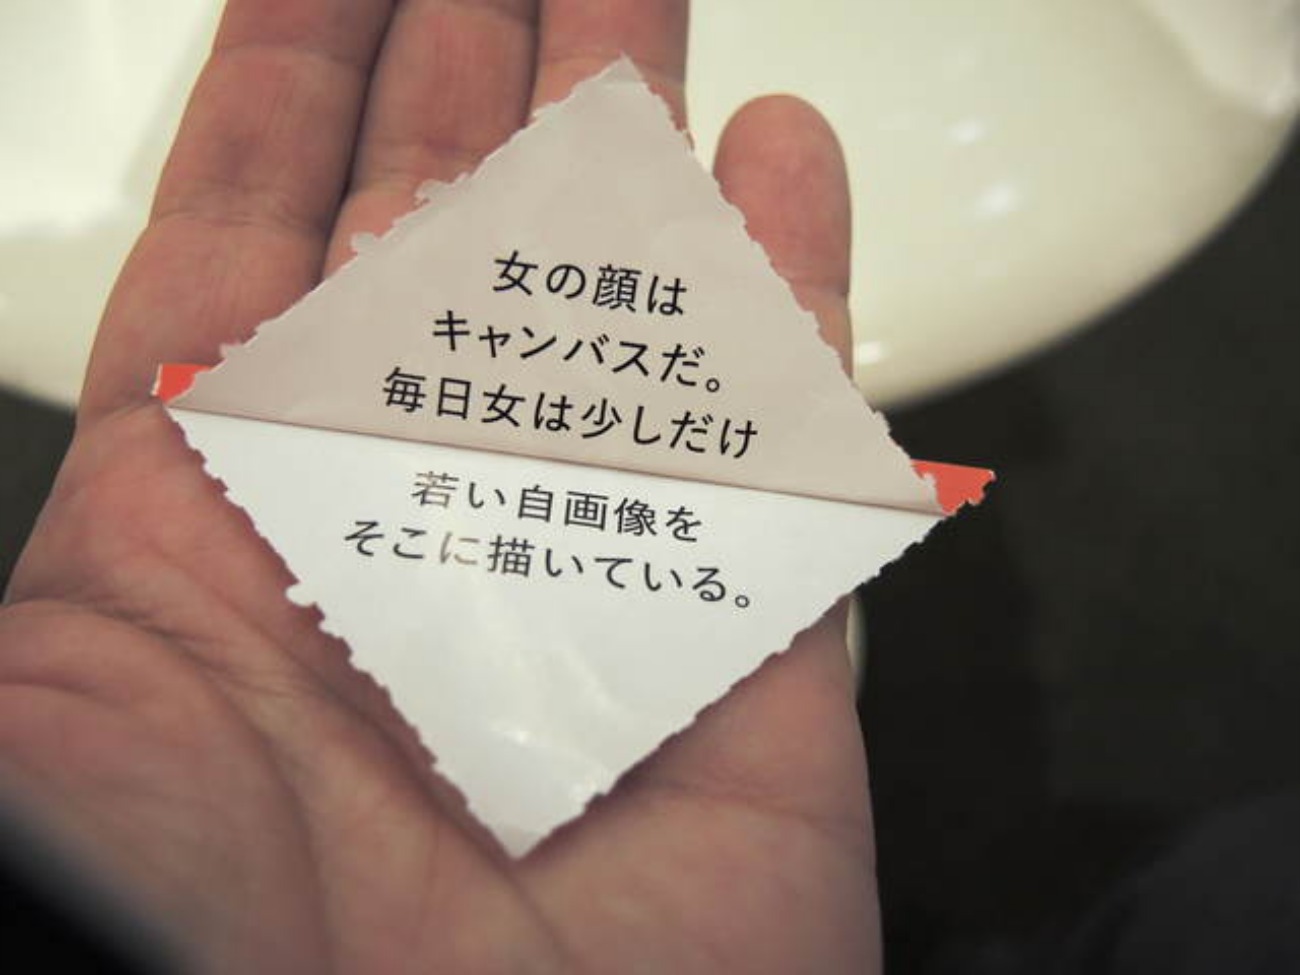 女の顔は
キャンバスだ。
毎日女は少しだけ
若い自画像を
そこに描いている。